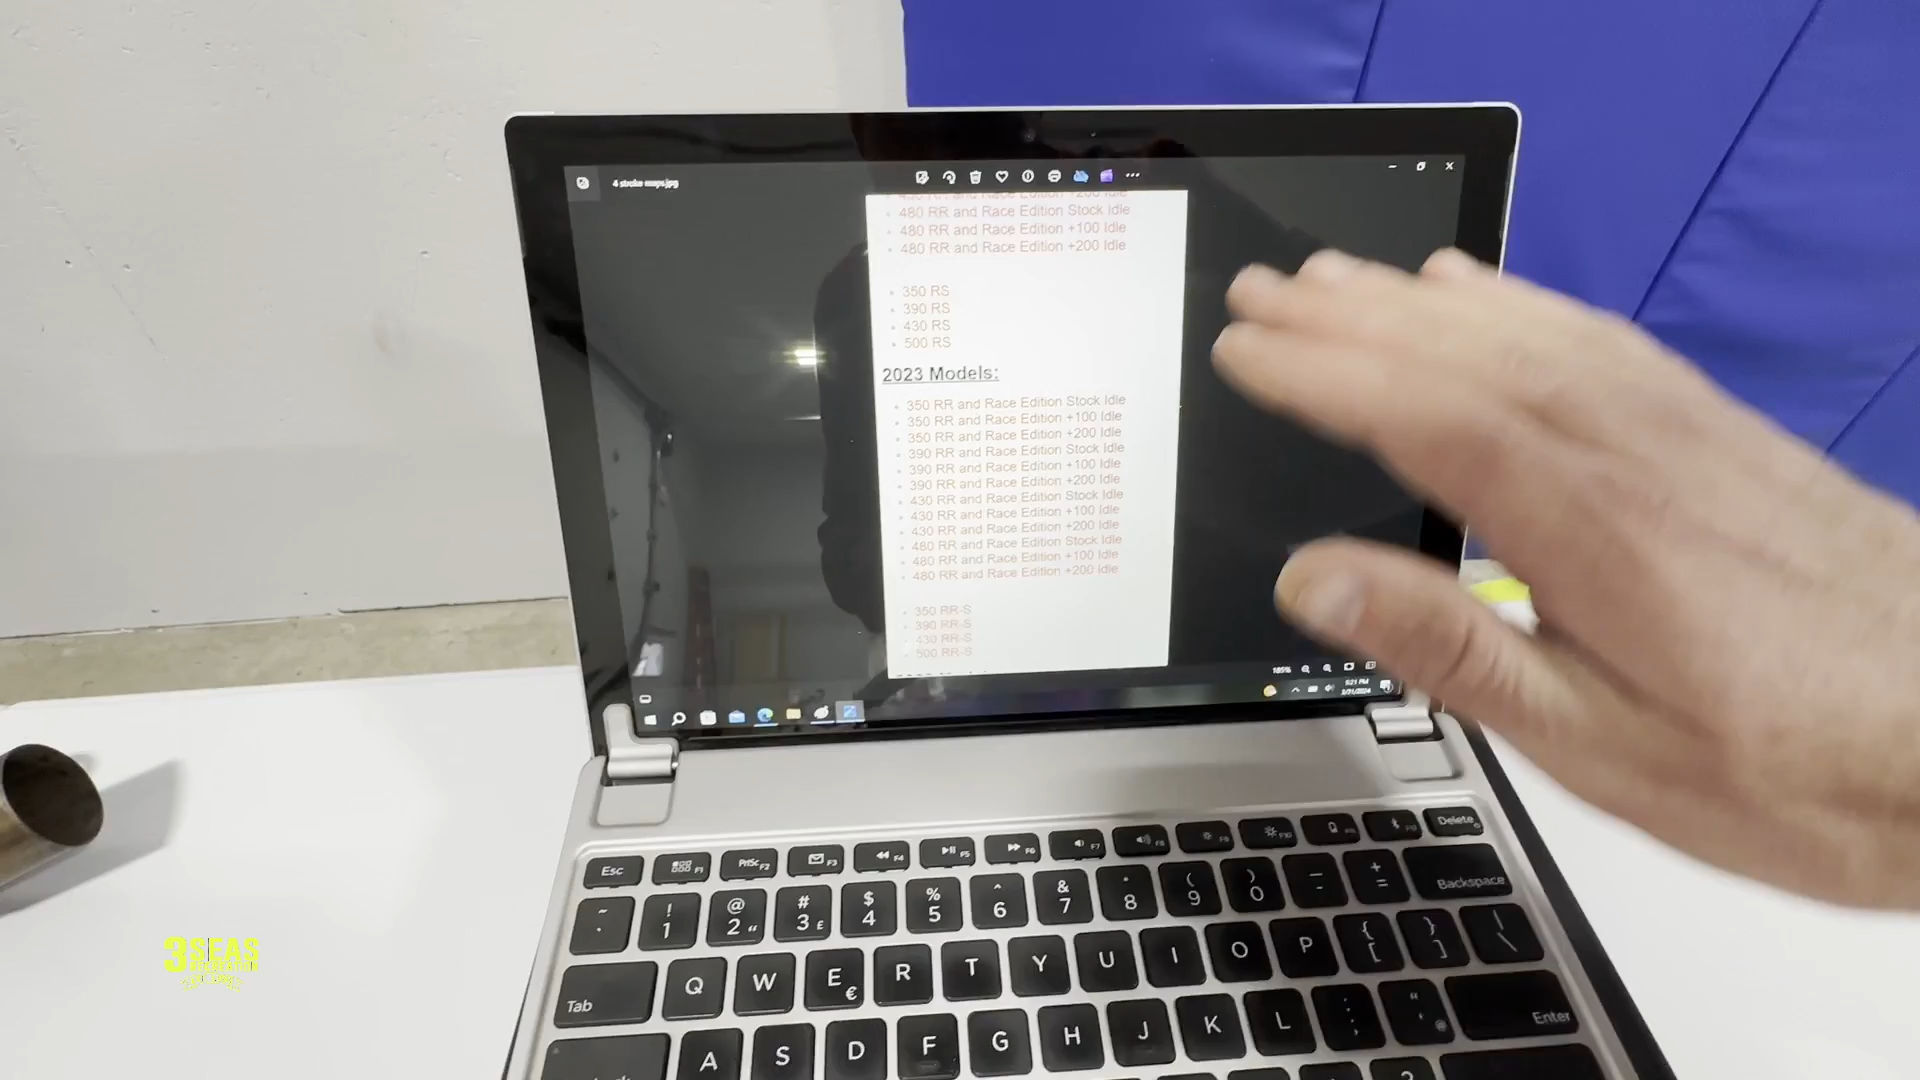 4 stroke maps.jpg
480 RR and Race Edition Stock Idle
480 RR and Race Edition +100 Idle
480 RR and Race Edition +200 Idle
350 RS
390 RS
430 RS
500 RS
2023 Models:
350 RR and Race Edition Stock Idle
350 RR and Race Edition +100 Idle
350 RR and Race Edition +200 Idle
390 RR and Race Edition Stock Idle
390 RR and Race Edition +100 Idle
390 RR and Race Edition +200 Idle
430 RR and Race Edition Stock Idle
430 RR and Race Edition +100 Idle
430 RR and Race Edition +200 Idle
480 RR and Race Edition Stock Idle
480 RR and Race Edition +100 Idle
480 RR and Race Edition +200 Idle
350 RR-S
390 RR-S
430 RR-S
500 RR-S
185%
5:21 PM
Esc F1 PrtSc F2 F3 F4 F5 F6 F7 F8 F9 F10 Delete
~ ! 1 @ 2 # 3 £ $ 4 % 5 ^ 6 & 7 * 8 ( 9 ) 0 _ - + = Backspace
Tab Q W E € R T Y U I O P { [ } ] | \
A S D F G H J K L : ; " ' @ Enter
?
3SEAS
RECREATION